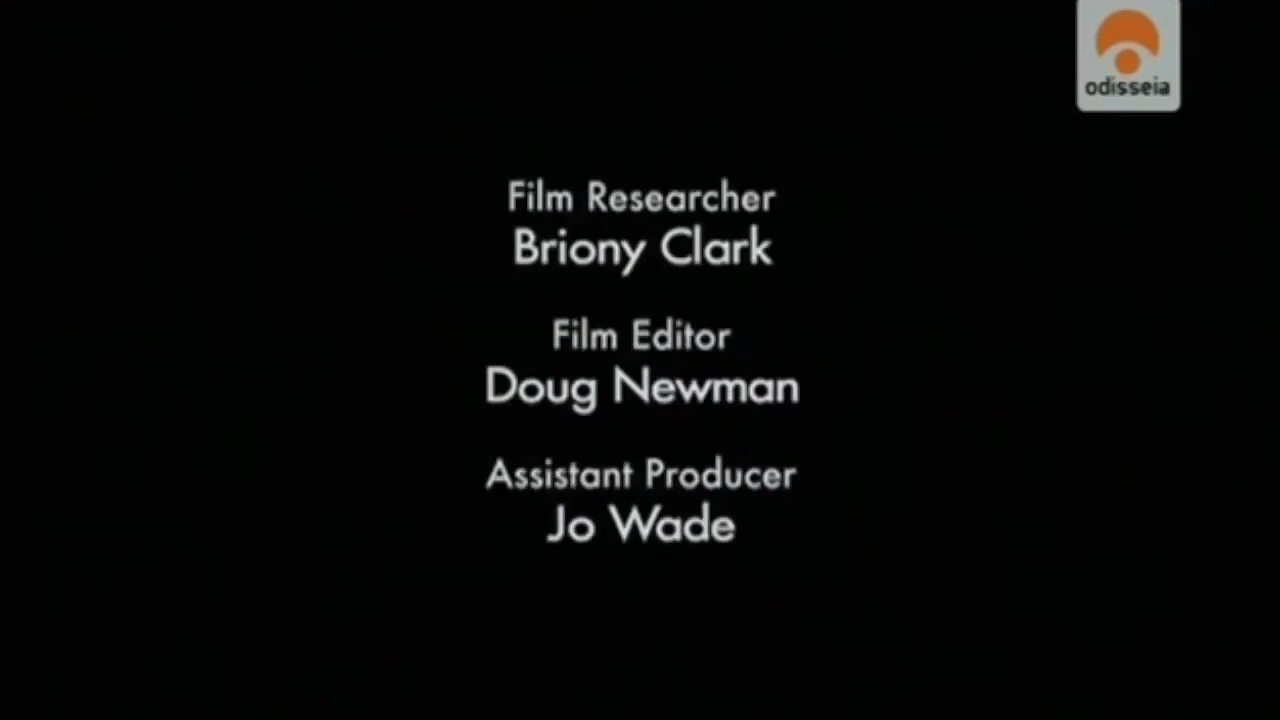 odisseia
Film Researcher
Briony Clark
Film Editor
Doug Newman
Assistant Producer
Jo Wade